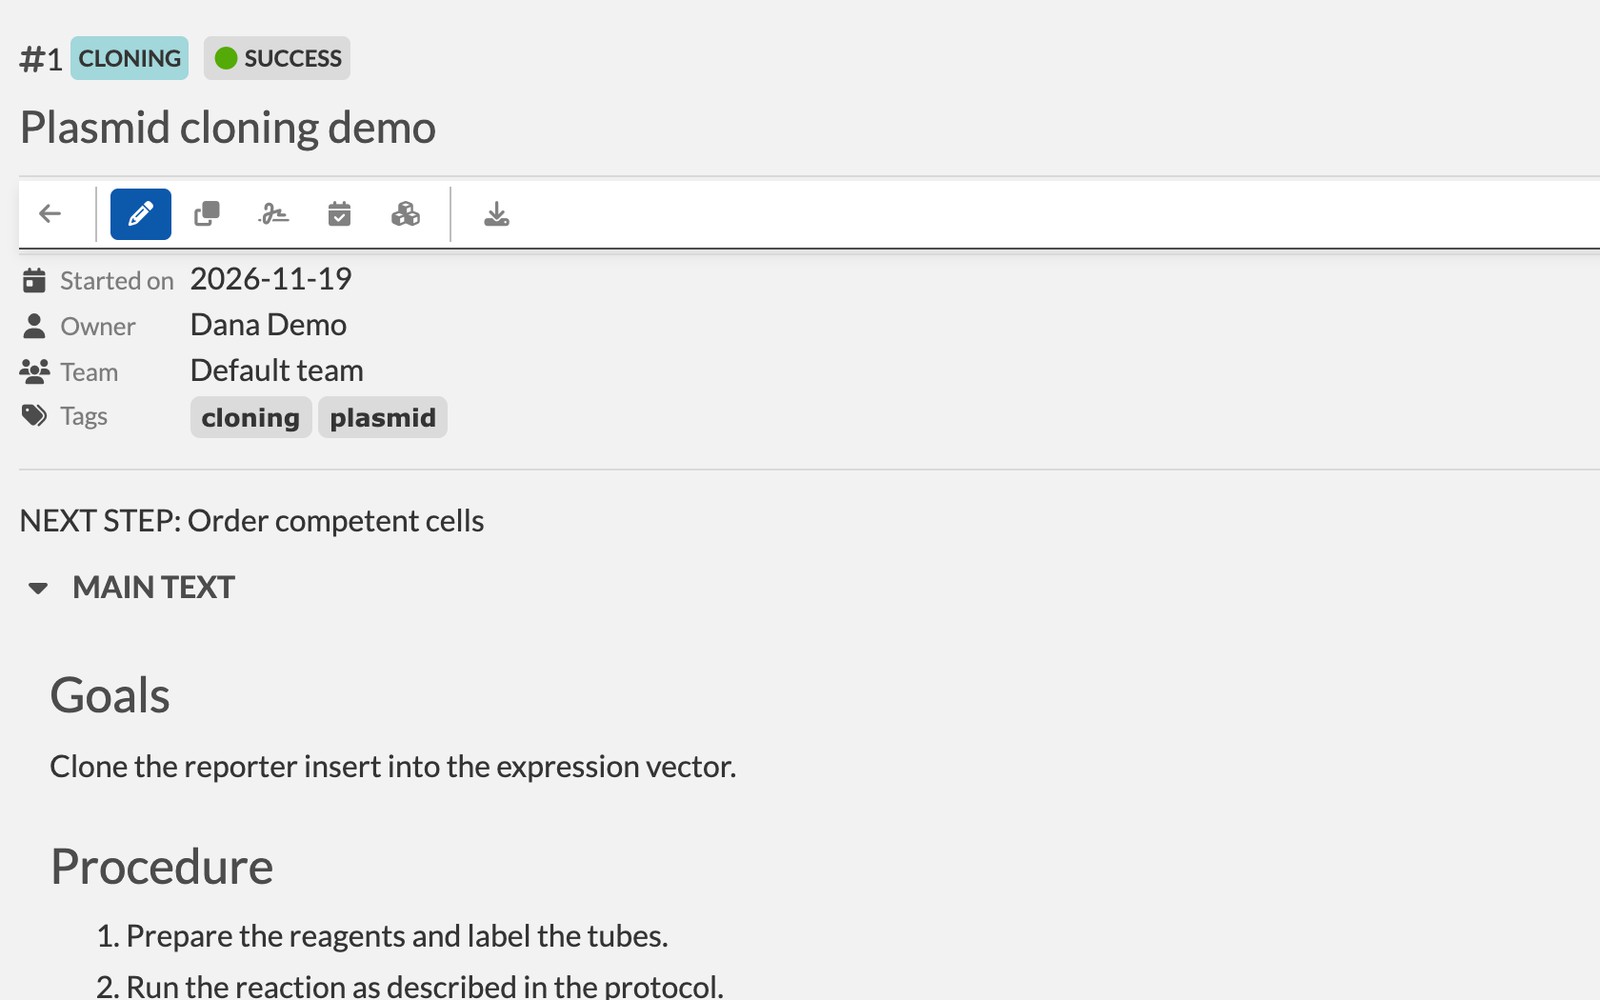 #1 CLONING SUCCESS
Plasmid cloning demo
Started on 2026-11-19
Owner Dana Demo
Team Default team
Tags cloning plasmid
NEXT STEP: Order competent cells
MAIN TEXT
Goals
Clone the reporter insert into the expression vector.
Procedure
1. Prepare the reagents and label the tubes.
2. Run the reaction as described in the protocol.